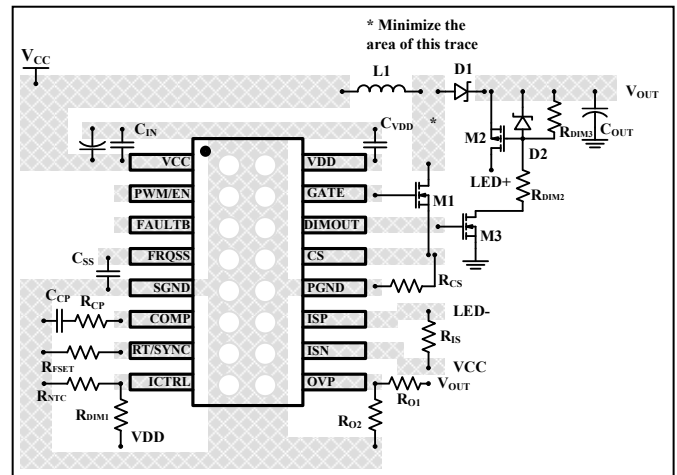 * Minimize the
area of this trace
VCC
L1
D1
VOUT
*
CIN
CVDD
M2
D2
RDIM3
COUT
LED+
VCC
VDD
PWM/EN
GATE
M1
RDIM2
FAULTB
DIMOUT
M3
CSS
FRQSS
CS
SGND
PGND
RCS
CCP
RCP
COMP
ISP
LED-
RIS
RFSET
RT/SYNC
ISN
VCC
RNTC
ICTRL
OVP
VOUT
RO1
RDIM1
VDD
RO2